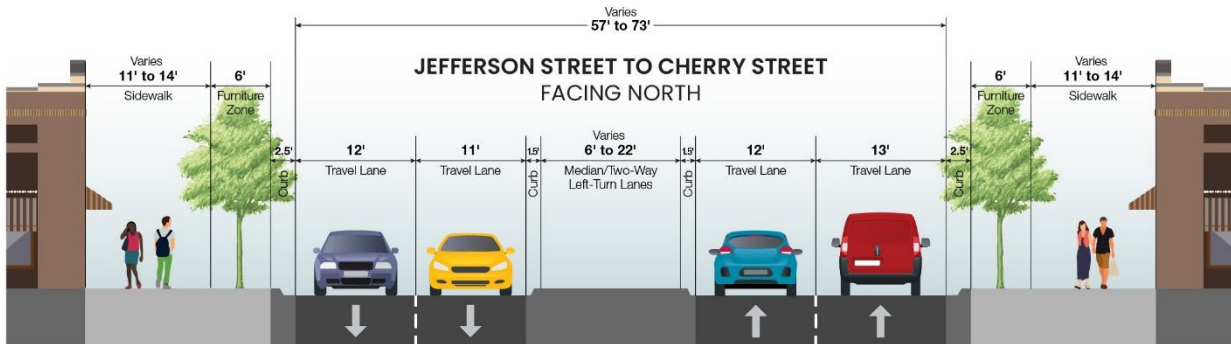 Varies
57' to 73'
JEFFERSON STREET TO CHERRY STREET
FACING NORTH
Varies
11' to 14'
Sidewalk
6'
Furniture
Zone
2.5'
Curb
12'
Travel Lane
11'
Travel Lane
1.5'
Curb
Varies
6' to 22'
Median/Two-Way
Left-Turn Lanes
1.5'
Curb
12'
Travel Lane
13'
Travel Lane
2.5'
Curb
6'
Furniture
Zone
Varies
11' to 14'
Sidewalk